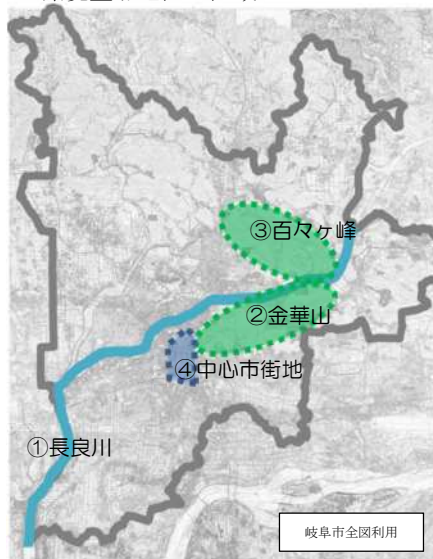 ③百々ヶ峰
②金華山
④中心市街地
①長良川
岐阜市全図利用